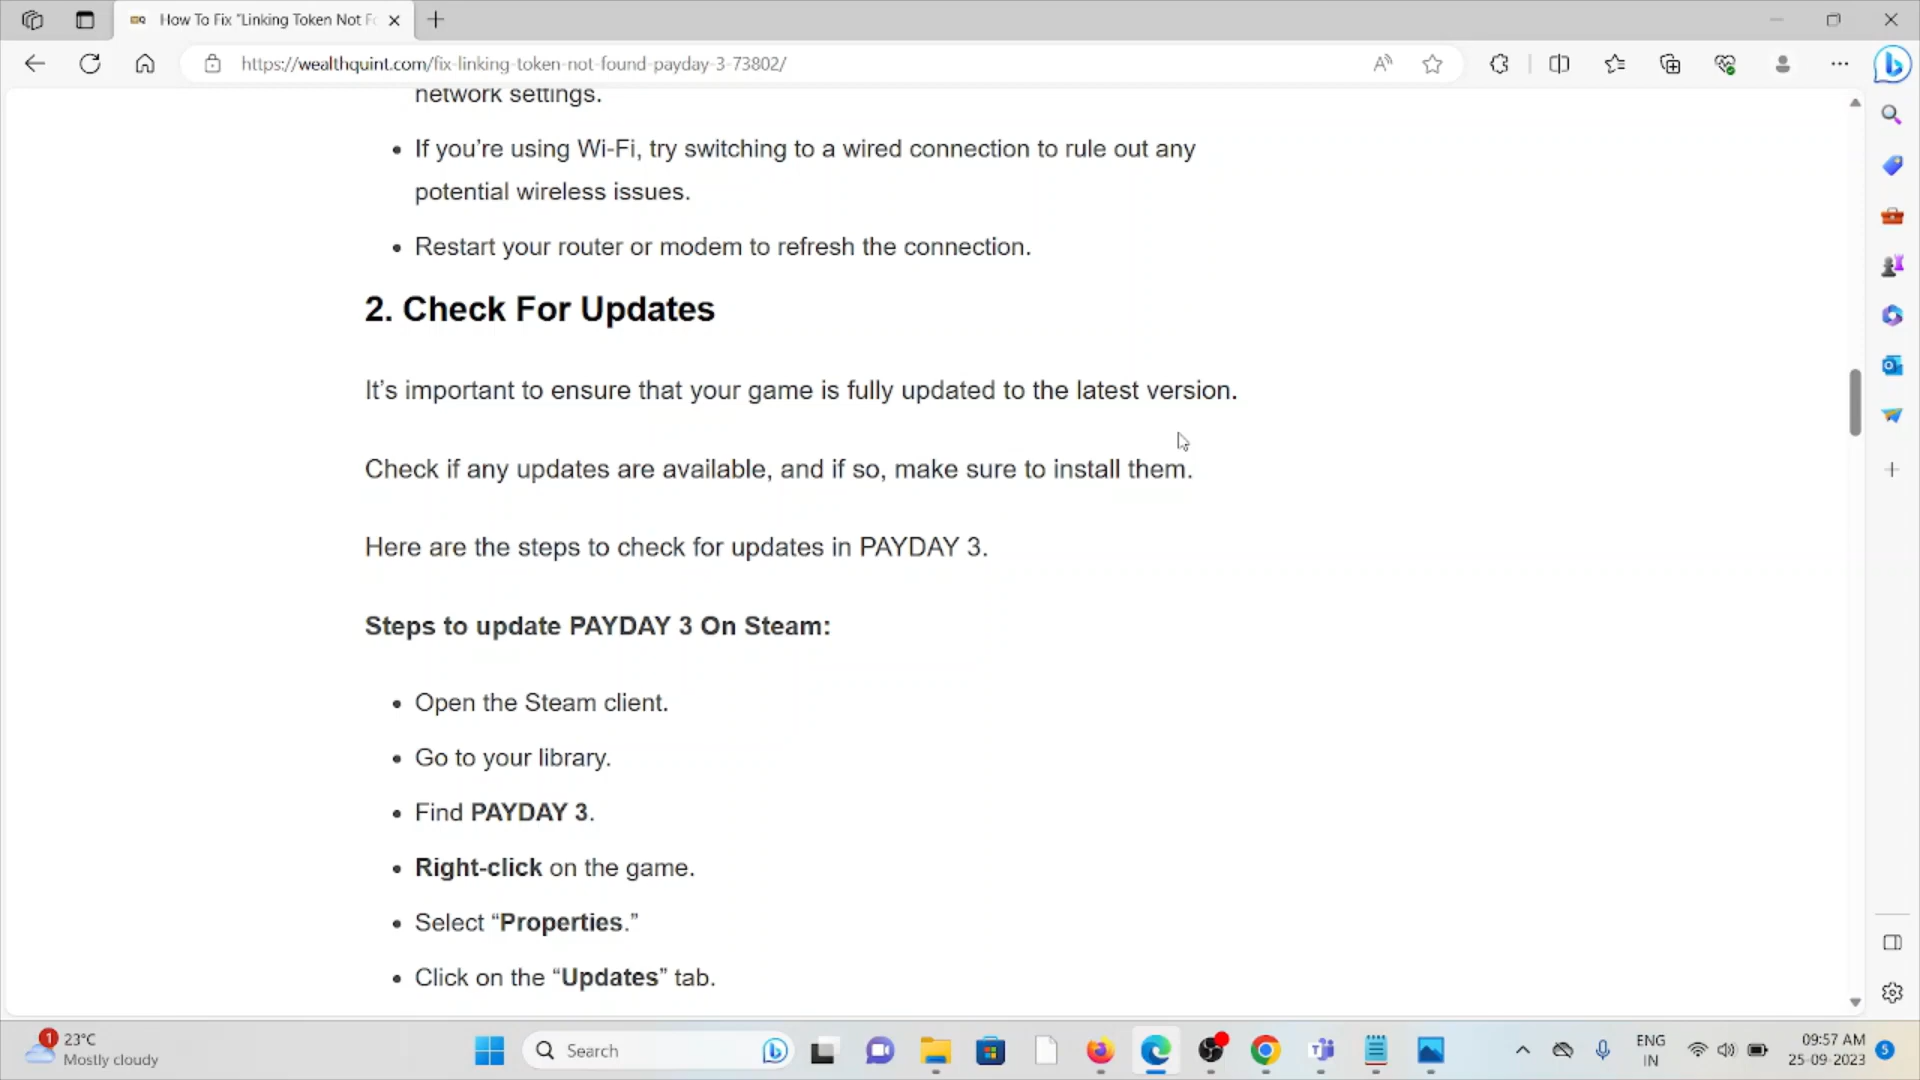 How To Fix "Linking Token Not Fo
https://wealthquint.com/fix-linking-token-not-found-payday-3-73802/
network settings.
• If you’re using Wi-Fi, try switching to a wired connection to rule out any
potential wireless issues.
• Restart your router or modem to refresh the connection.
2. Check For Updates
It’s important to ensure that your game is fully updated to the latest version.
Check if any updates are available, and if so, make sure to install them.
Here are the steps to check for updates in PAYDAY 3.
Steps to update PAYDAY 3 On Steam:
• Open the Steam client.
• Go to your library.
• Find PAYDAY 3.
• Right-click on the game.
• Select “Properties.”
• Click on the “Updates” tab.
1
23°C
Mostly cloudy
Search
ENG
IN
09:57 AM
25-09-2023
5